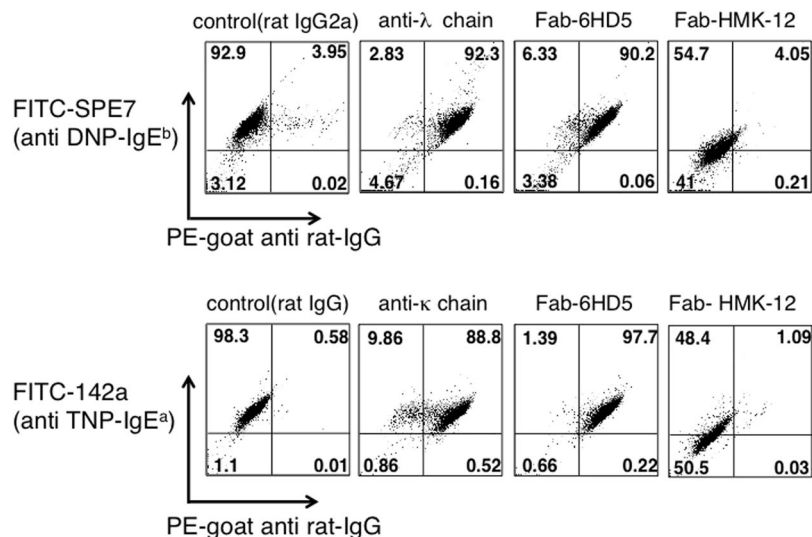 control(rat IgG2a) anti-λ chain Fab-6HD5 Fab-HMK-12
92.9 3.95 2.83 92.3 6.33 90.2 54.7 4.05
FITC-SPE7
(anti DNP-IgEᵇ)
3.12 0.02 4.67 0.16 3.38 0.06 41 0.21
PE-goat anti rat-IgG
control(rat IgG) anti-κ chain Fab-6HD5 Fab- HMK-12
98.3 0.58 9.86 88.8 1.39 97.7 48.4 1.09
FITC-142a
(anti TNP-IgEᵃ)
1.1 0.01 0.86 0.52 0.66 0.22 50.5 0.03
PE-goat anti rat-IgG